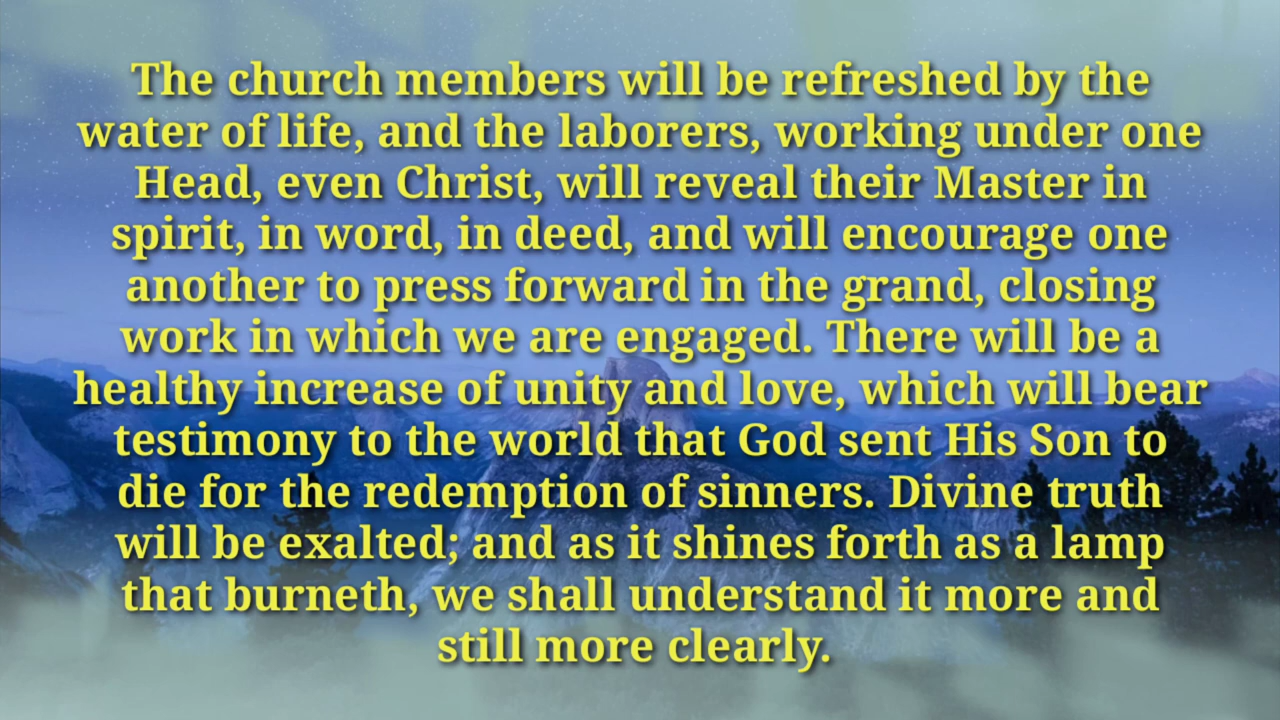 The church members will be refreshed by the
water of life, and the laborers, working under one
Head, even Christ, will reveal their Master in
spirit, in word, in deed, and will encourage one
another to press forward in the grand, closing
work in which we are engaged. There will be a
healthy increase of unity and love, which will bear
testimony to the world that God sent His Son to
die for the redemption of sinners. Divine truth
will be exalted; and as it shines forth as a lamp
that burneth, we shall understand it more and
still more clearly.